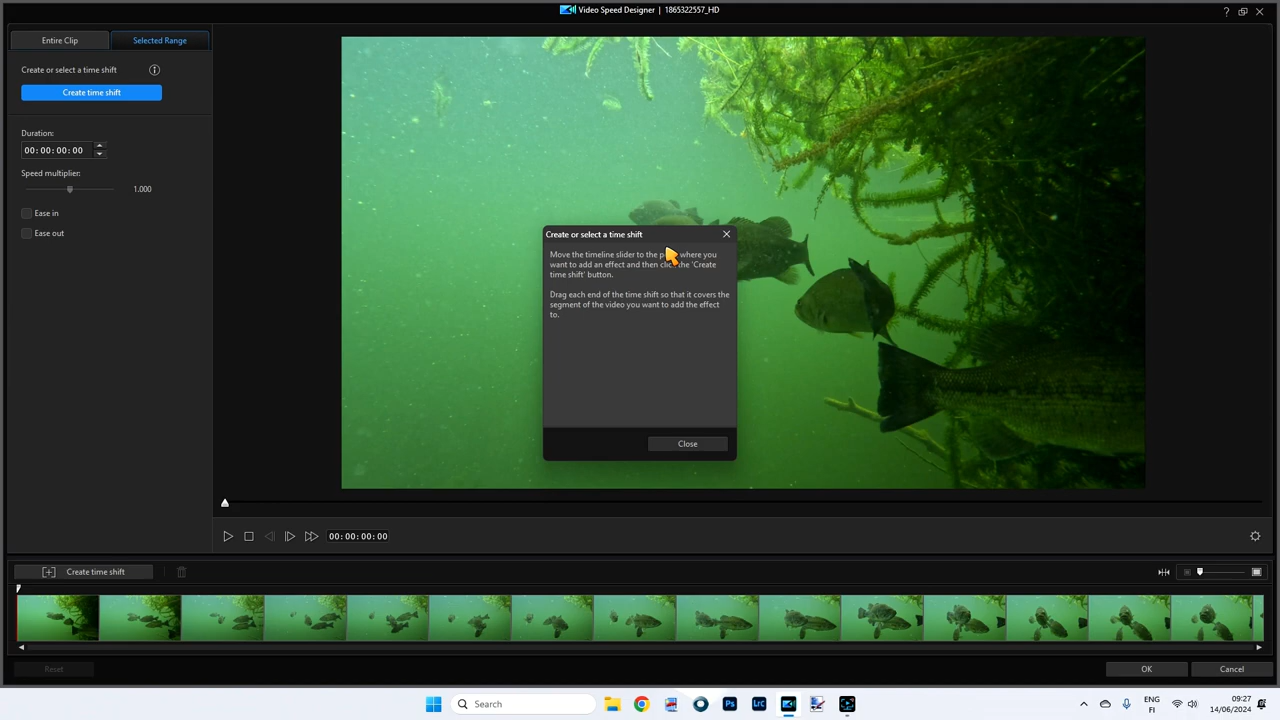 Video Speed Designer | 1865322557_HD
?
Entire Clip
Selected Range
Create or select a time shift
Create time shift
Duration:
00:00:00:00
Speed multiplier:
1.000
Ease in
Ease out
Create or select a time shift
Move the timeline slider to the p where you
want to add an effect and then clic the 'Create
time shift' button.
Drag each end of the time shift so that it covers the
segment of the video you want to add the effect
to.
Close
00:00:00:00
Create time shift
Reset
OK
Cancel
Search
Ps
Lrc
ENG
FI
09:27
14/06/2024